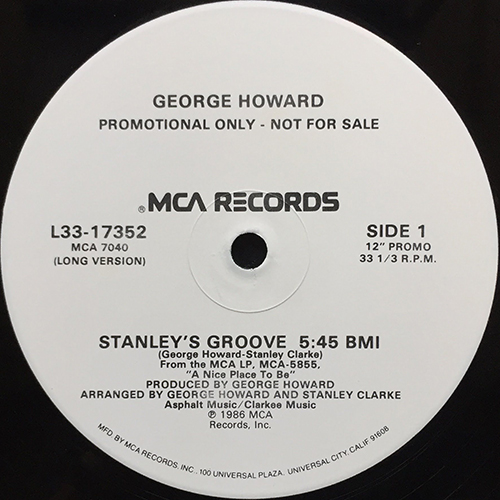 GEORGE HOWARD
PROMOTIONAL ONLY - NOT FOR SALE
®MCA RECORDS
L33-17352
MCA 7040
(LONG VERSION)
SIDE 1
12" PROMO
33 1/3 R.P.M.
STANLEY'S GROOVE 5:45 BMI
(George Howard-Stanley Clarke)
From the MCA LP, MCA-5855,
"A Nice Place To Be"
PRODUCED BY GEORGE HOWARD
ARRANGED BY GEORGE HOWARD AND STANLEY CLARKE
Asphalt Music/Clarkee Music
℗ 1986 MCA
Records, Inc.
MFD. BY MCA RECORDS, INC., 100 UNIVERSAL PLAZA, UNIVERSAL CITY, CALIF. 91608